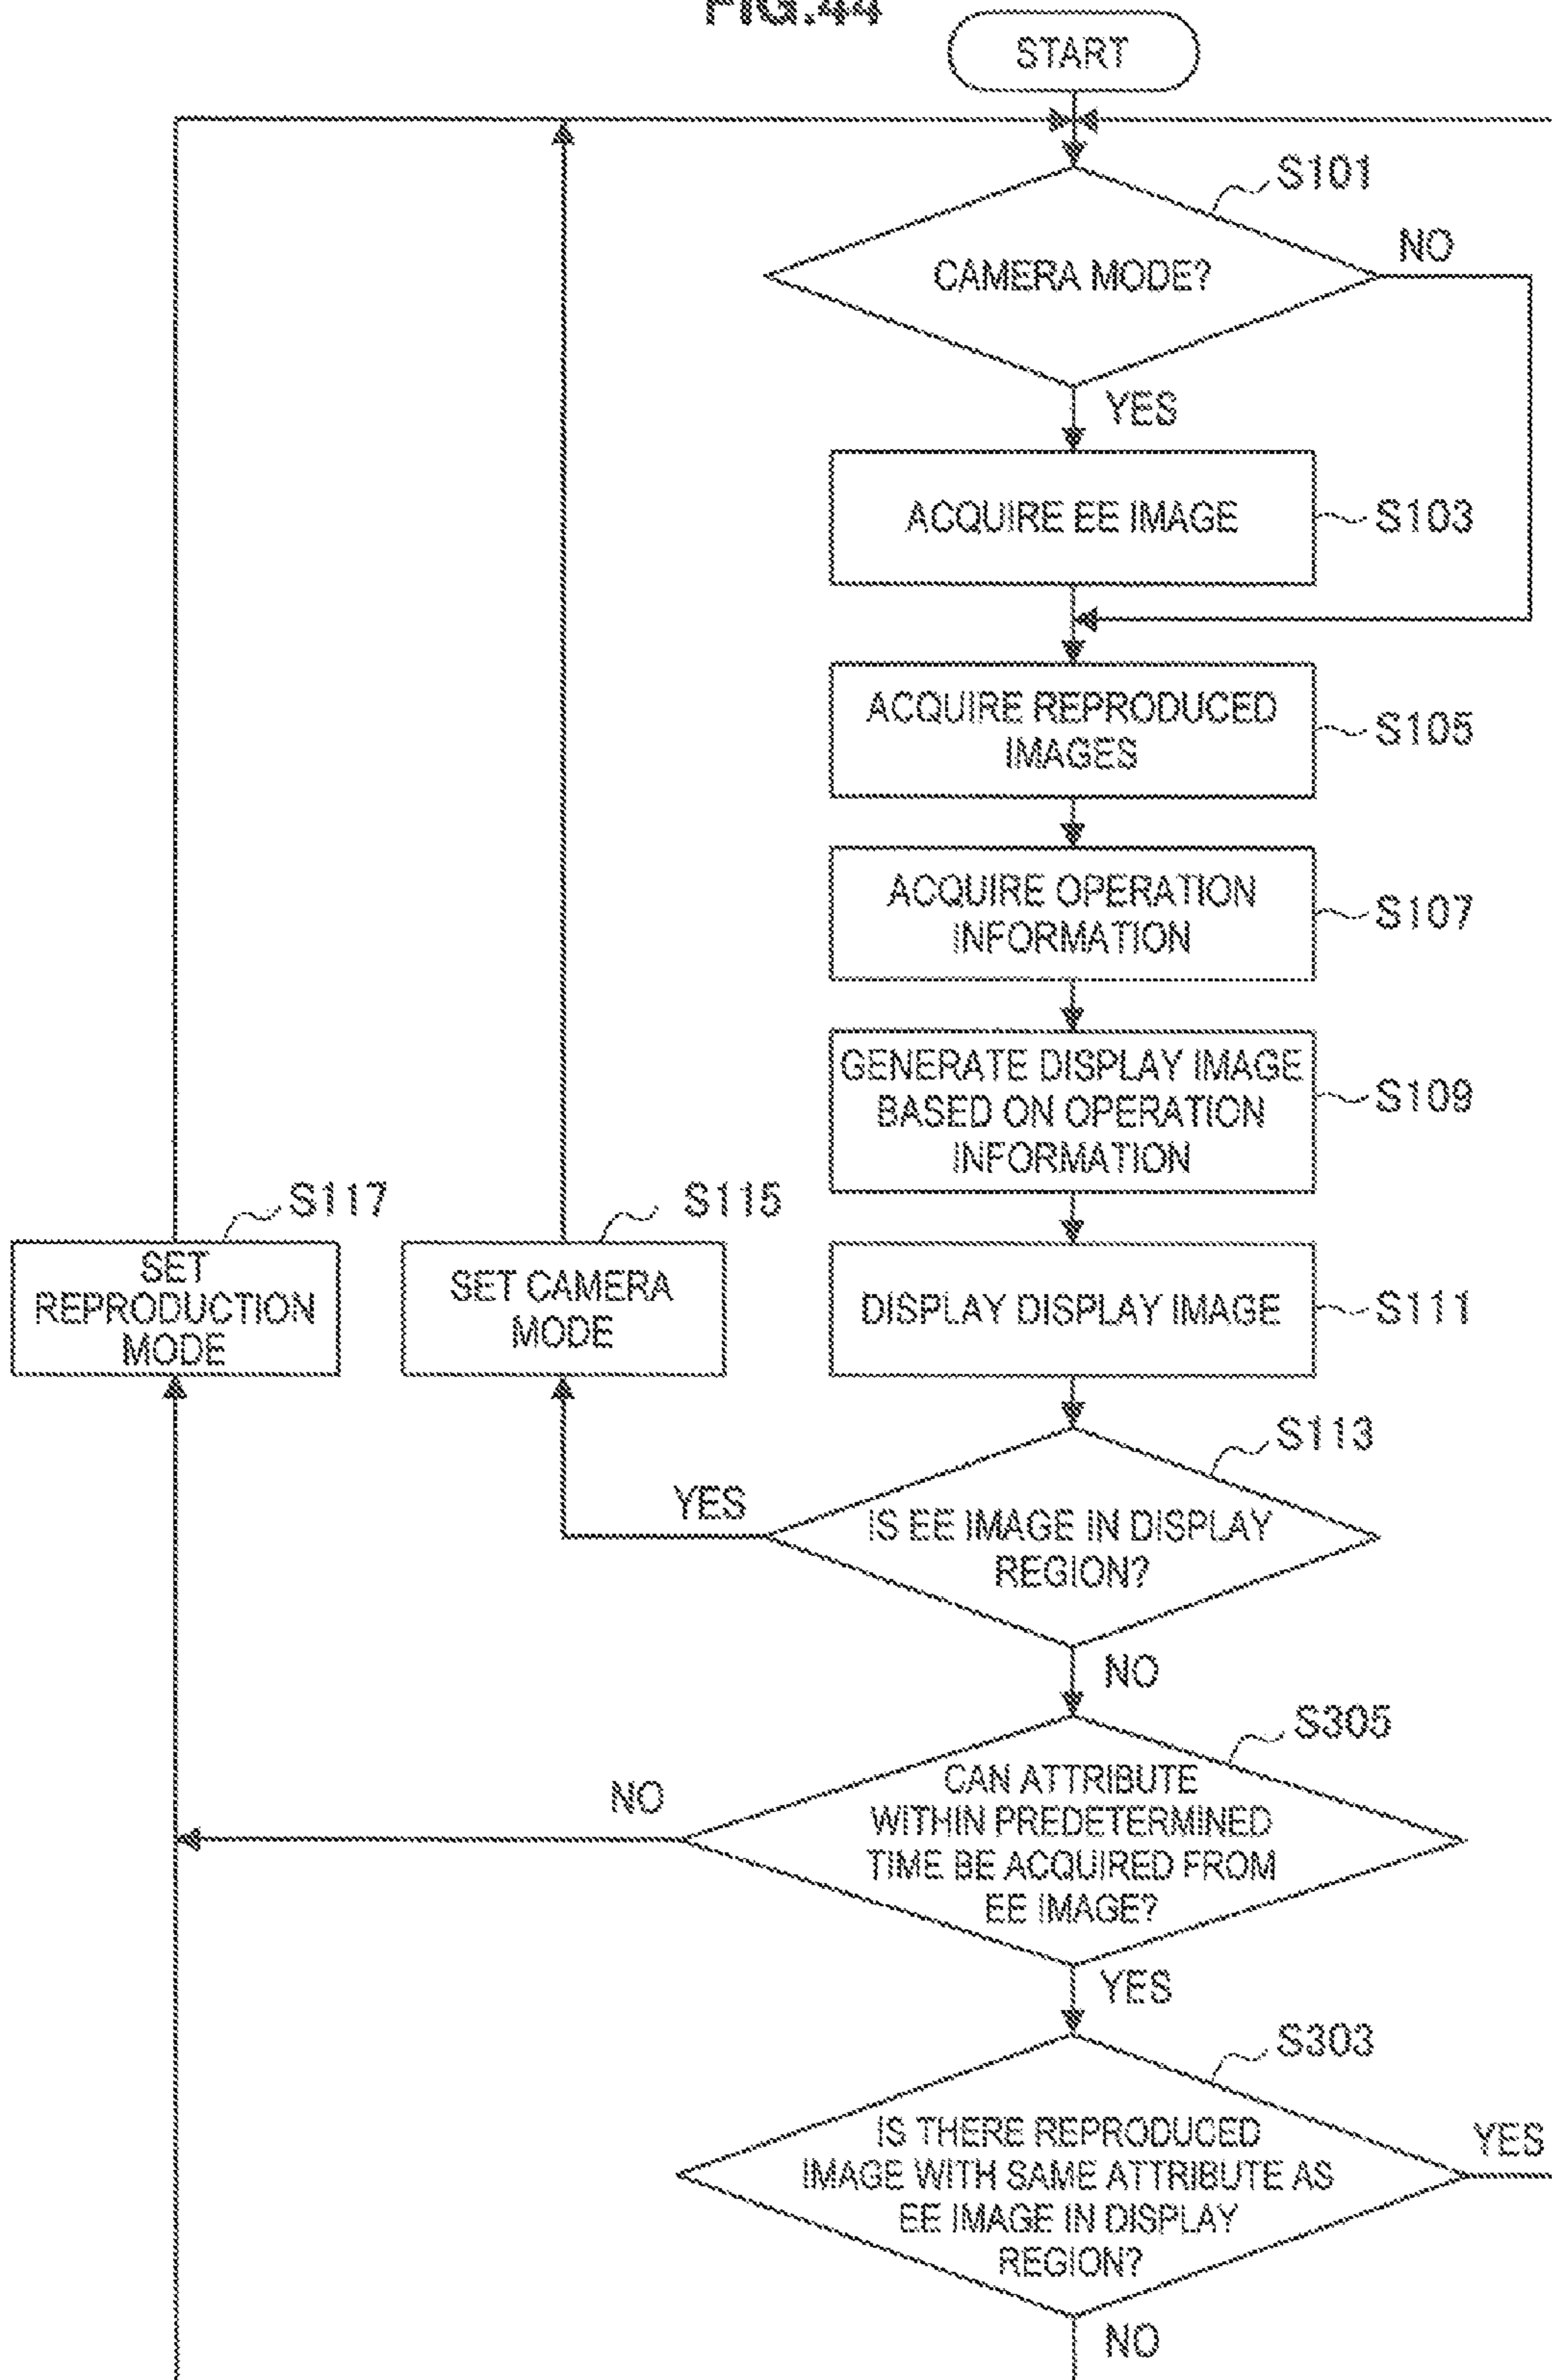 FIG.44
START
S101
CAMERA MODE?
NO
YES
ACQUIRE EE IMAGE
S103
ACQUIRE REPRODUCED
IMAGES
S105
ACQUIRE OPERATION
INFORMATION
S107
GENERATE DISPLAY IMAGE
BASED ON OPERATION
INFORMATION
S109
S117
SET
REPRODUCTION
MODE
S115
SET CAMERA
MODE
DISPLAY DISPLAY IMAGE
S111
S113
YES
IS EE IMAGE IN DISPLAY
REGION?
NO
S305
NO
CAN ATTRIBUTE
WITHIN PREDETERMINED
TIME BE ACQUIRED FROM
EE IMAGE?
YES
S303
IS THERE REPRODUCED
IMAGE WITH SAME ATTRIBUTE AS
EE IMAGE IN DISPLAY
REGION?
YES
NO